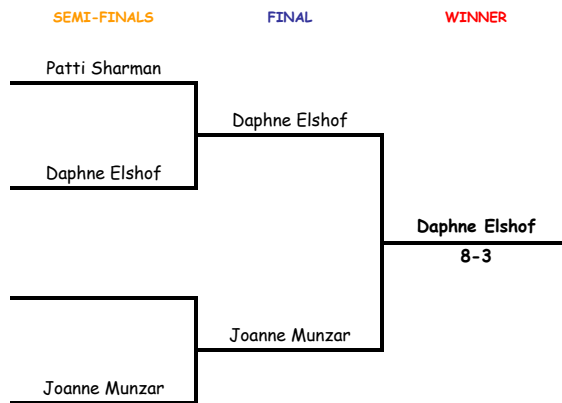 SEMI-FINALS FINAL WINNER
Patti Sharman
Daphne Elshof
Daphne Elshof
Daphne Elshof
8-3
Joanne Munzar
Joanne Munzar